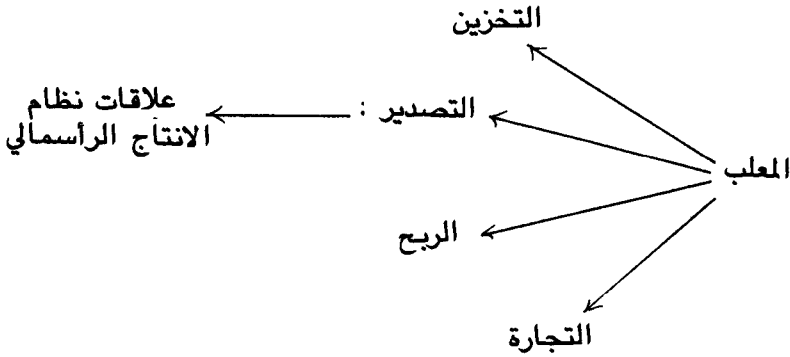 التخزين
التصدير :
علاقات نظام
الانتاج الرأسمالي
المعلب
الربح
التجارة